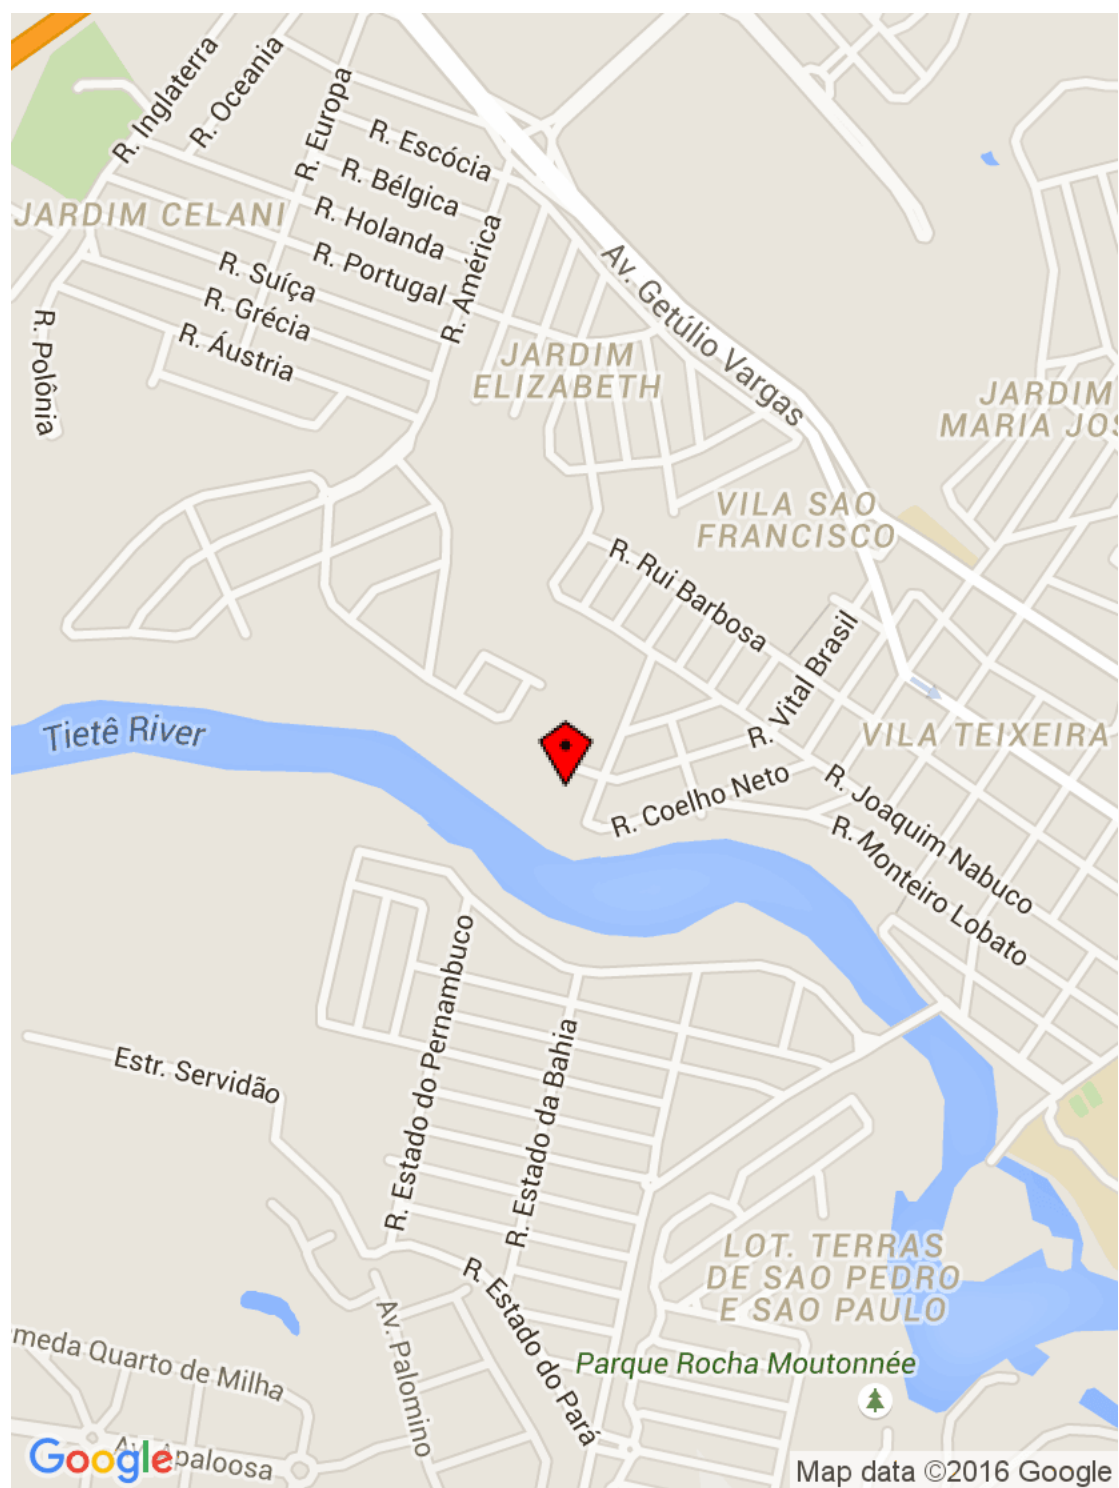 R. Inglaterra
R. Oceania
R. Europa
R. Escócia
R. Bélgica
JARDIM CELANI
R. Holanda
R. América
R. Portugal
R. Suíça
R. Grécia
R. Áustria
R. Polônia
Av. Getúlio Vargas
JARDIM
ELIZABETH
JARDIM
MARIA JOS
VILA SAO
FRANCISCO
R. Rui Barbosa
R. Vital Brasil
Tietê River
VILA TEIXEIRA
R. Coelho Neto
R. Joaquim Nabuco
R. Monteiro Lobato
R. Estado do Pernambuco
R. Estado da Bahia
Estr. Servidão
LOT. TERRAS
DE SAO PEDRO
E SAO PAULO
R. Estado do Pará
Av. Palomino
meda Quarto de Milha
Parque Rocha Moutonnée
Av. Apaloosa
Google
Map data ©2016 Google